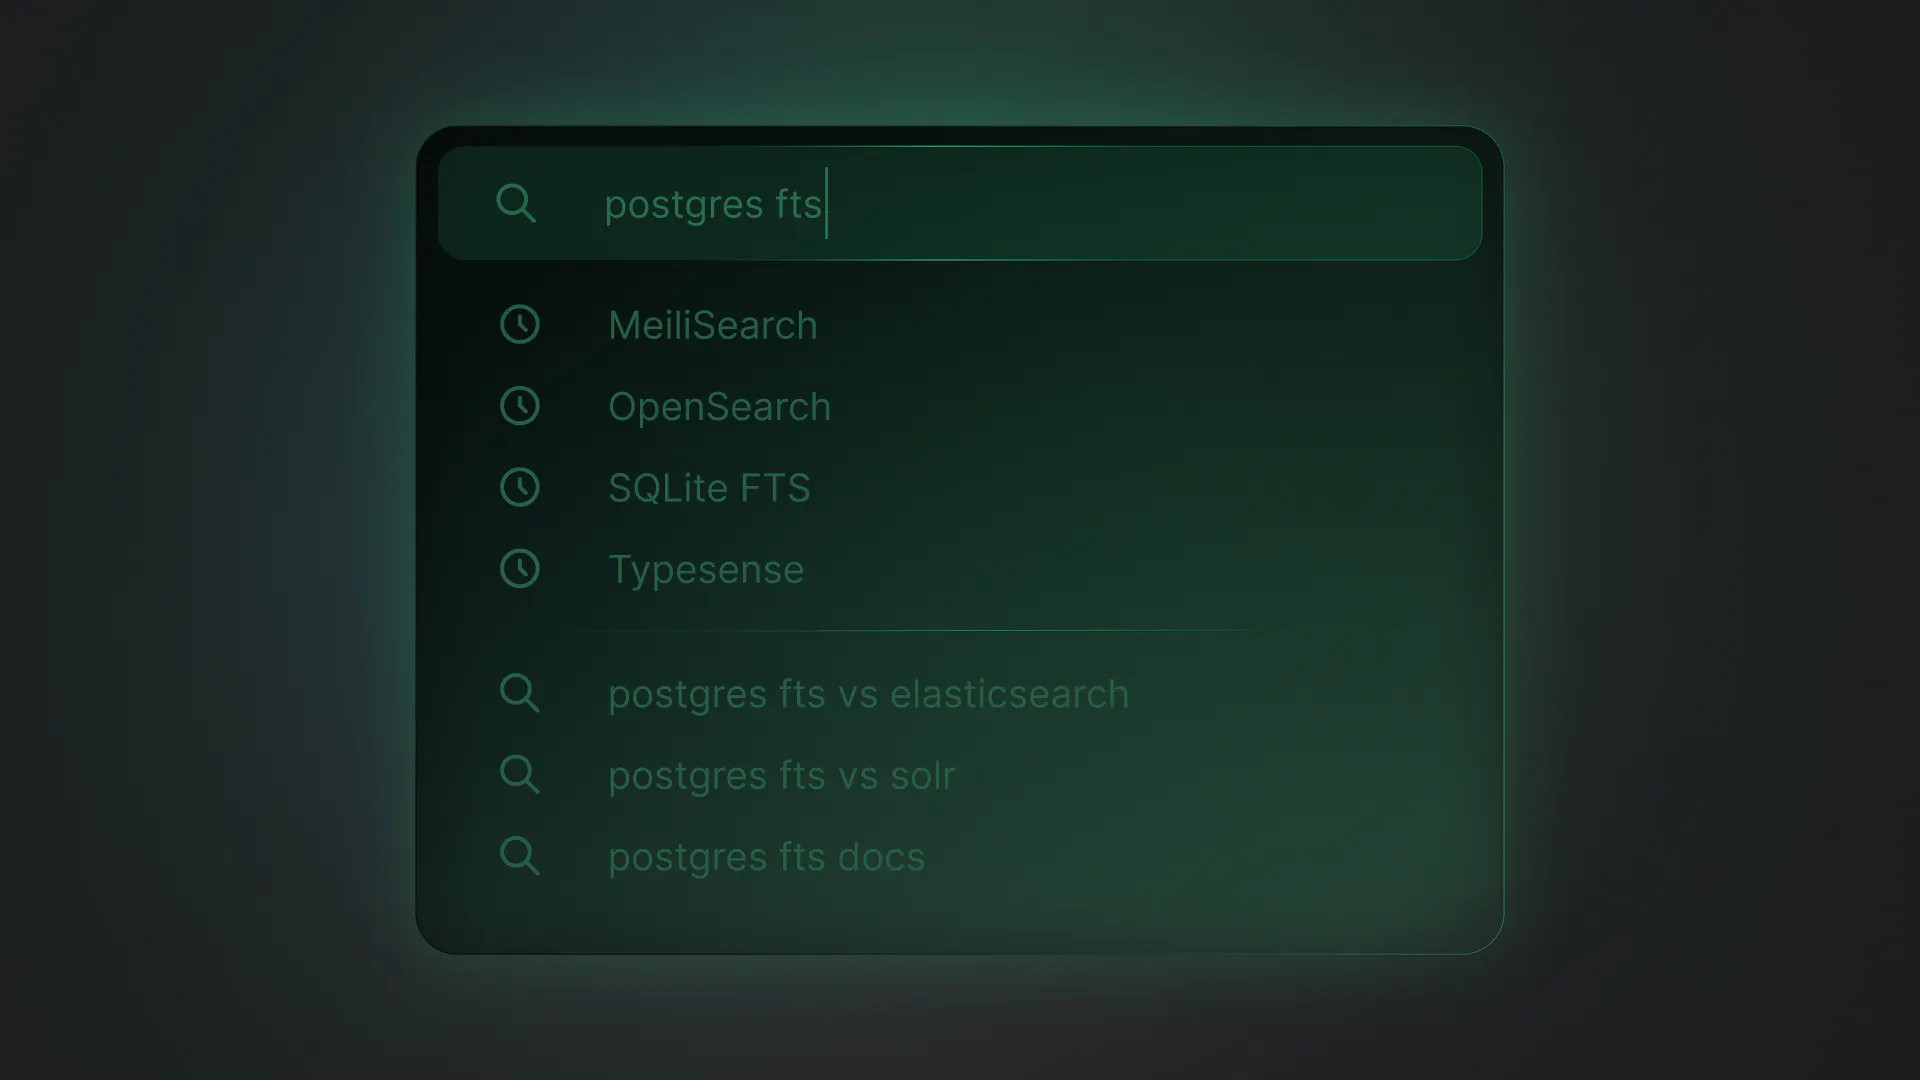 postgres fts
MeiliSearch
OpenSearch
SQLite FTS
Typesense
postgres fts vs elasticsearch
postgres fts vs solr
postgres fts docs